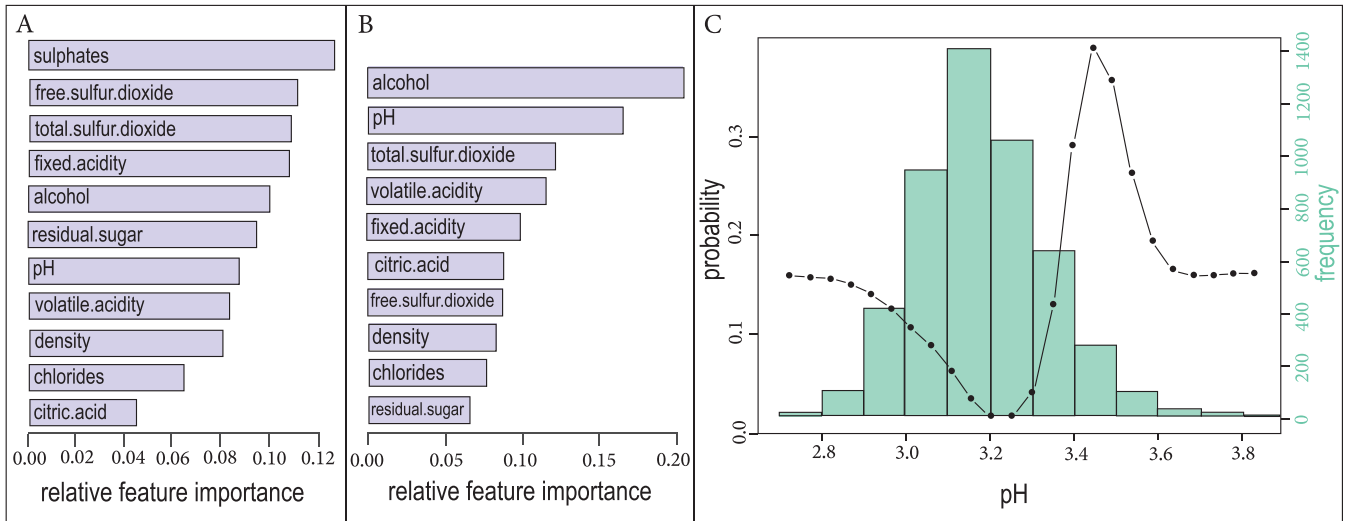 A
sulphates
free.sulfur.dioxide
total.sulfur.dioxide
fixed.acidity
alcohol
residual.sugar
pH
volatile.acidity
density
chlorides
citric.acid
0.00 0.02 0.04 0.06 0.08 0.10 0.12
relative feature importance
B
alcohol
pH
total.sulfur.dioxide
volatile.acidity
fixed.acidity
citric.acid
free.sulfur.dioxide
density
chlorides
residual.sugar
0.00 0.05 0.10 0.15 0.20
relative feature importance
C
probability
0.0 0.1 0.2 0.3
2.8 3.0 3.2 3.4 3.6 3.8
pH
0 200 400 600 800 1000 1200 1400
frequency